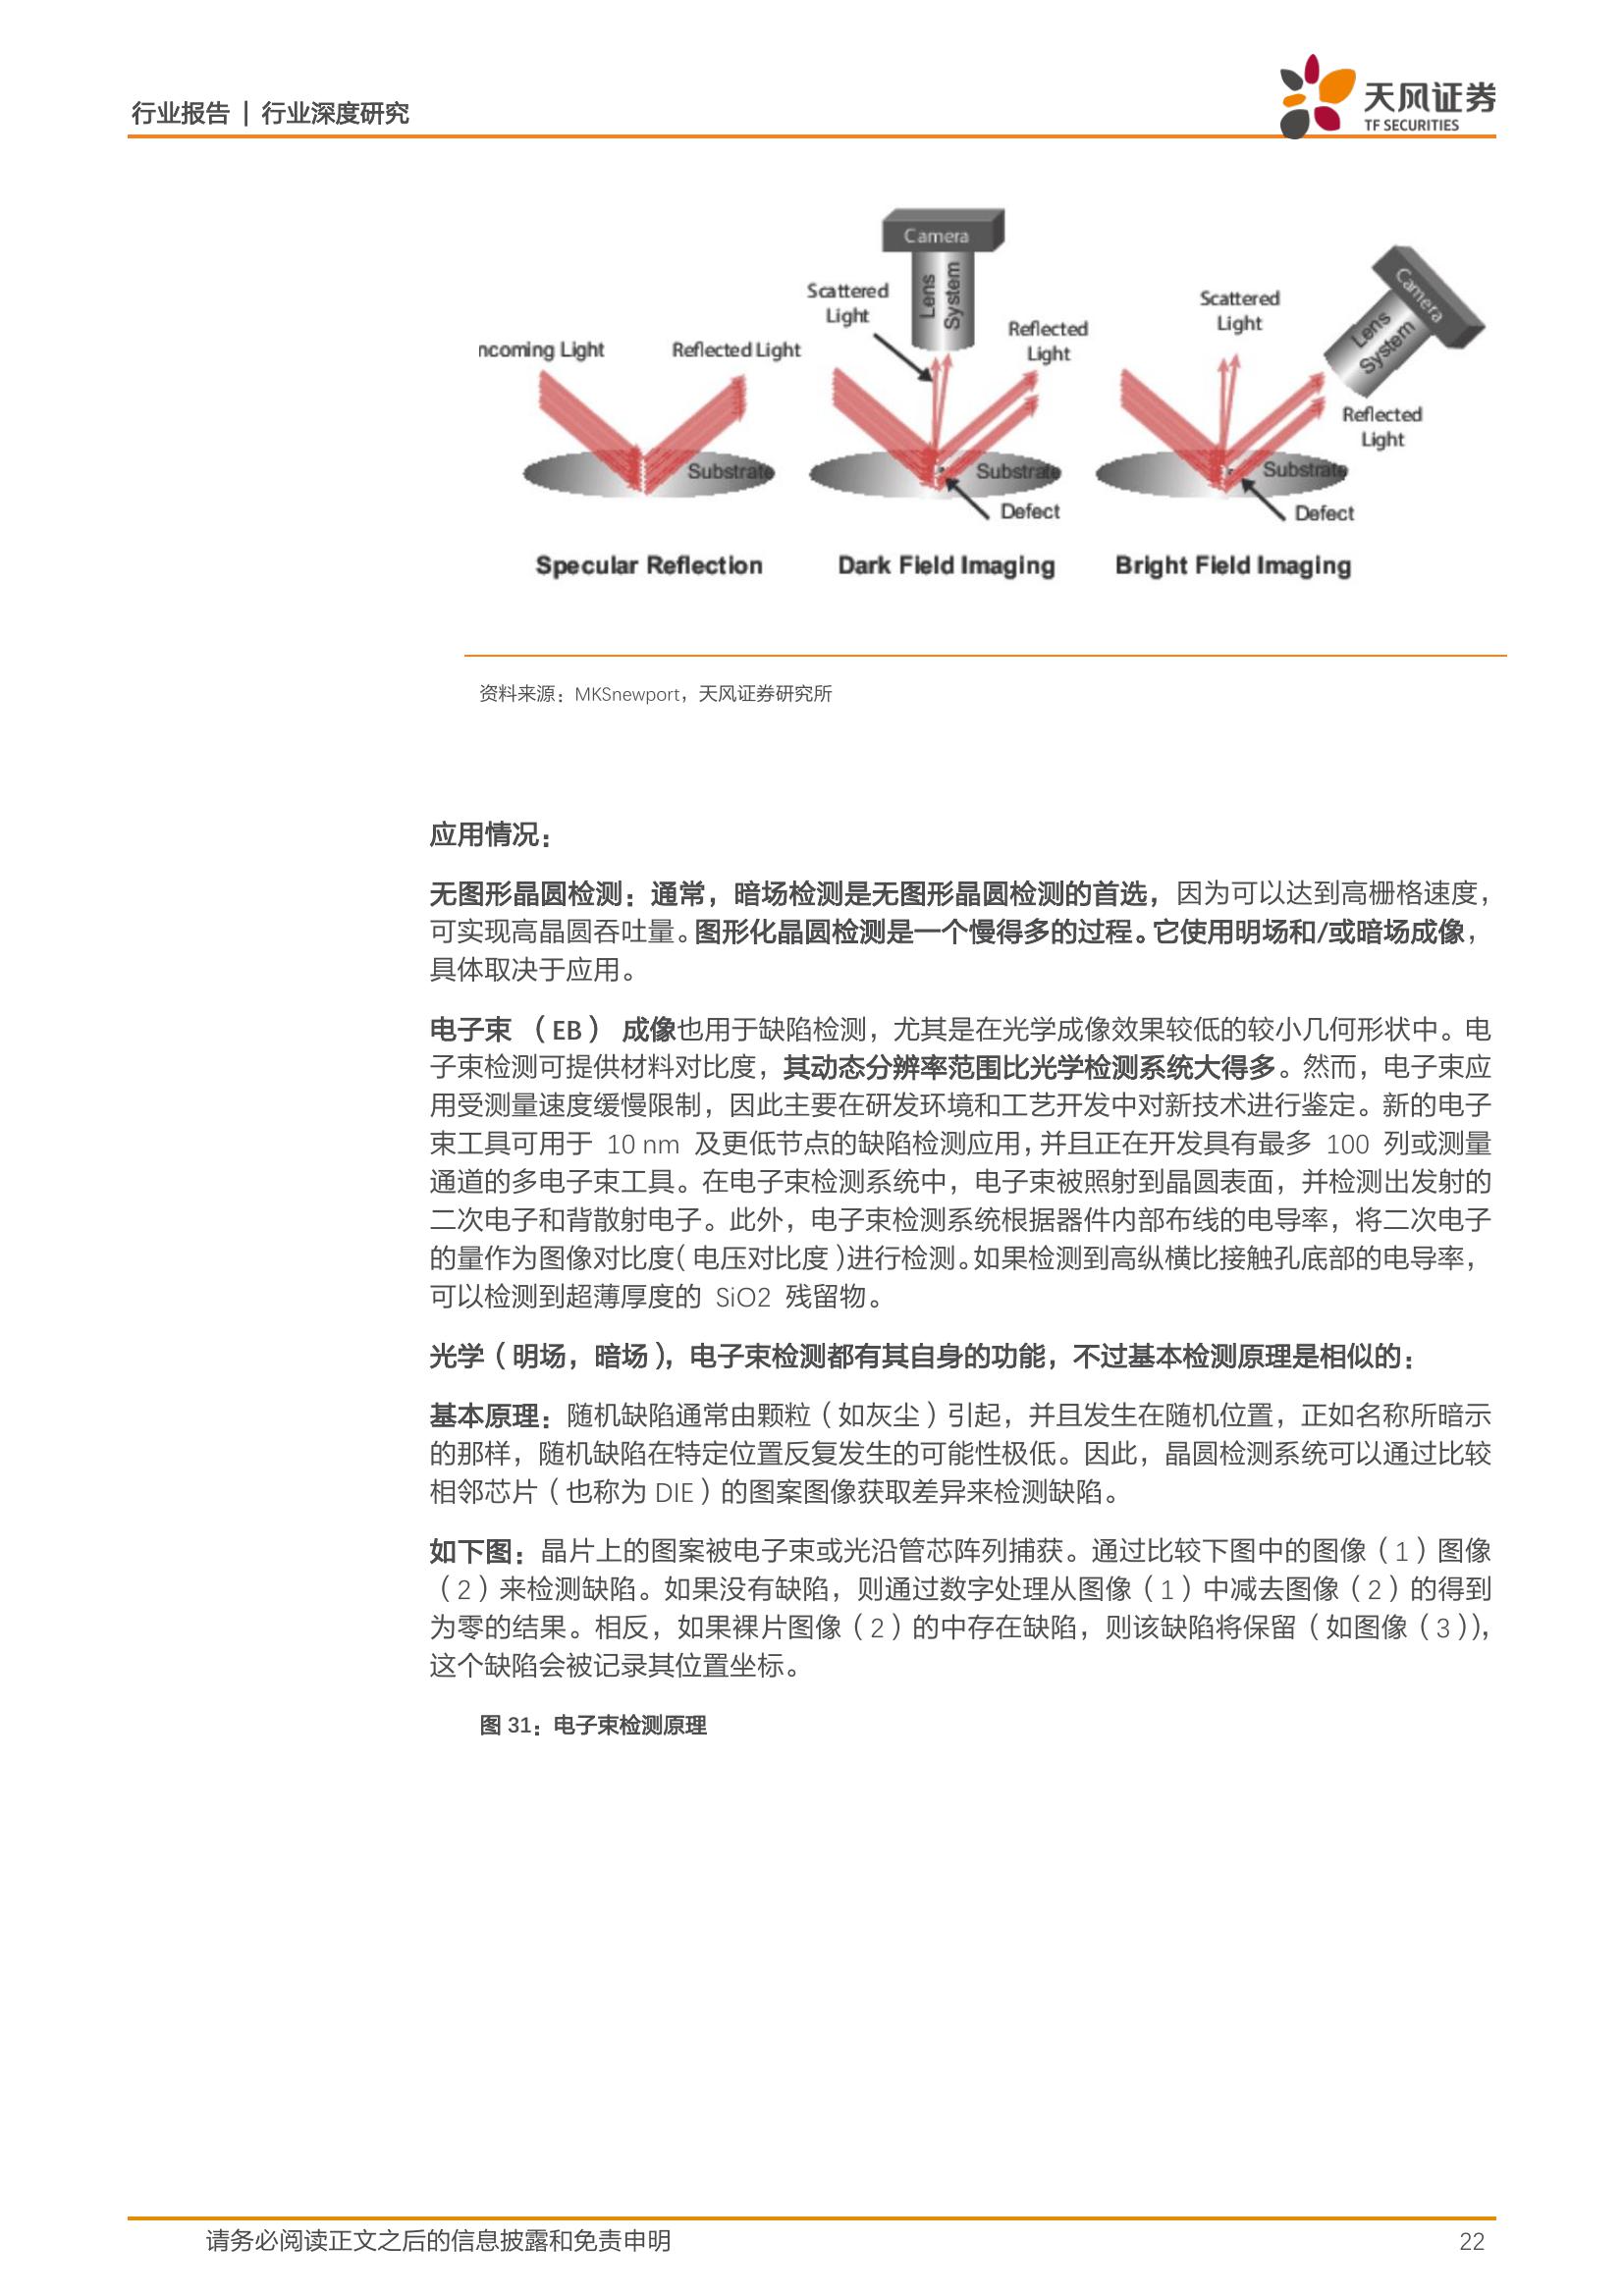 行业报告 | 行业深度研究
天风证券
TF SECURITIES
Camera
Lens
System
Scattered
Light
Reflected
Light
ncoming Light
Reflected Light
Substrate
Substrate
Defect
Scattered
Light
Camera
Lens
System
Reflected
Light
Substrate
Defect
Specular Reflection
Dark Field Imaging
Bright Field Imaging
资料来源：MKSnewport，天风证券研究所
应用情况：
无图形晶圆检测：通常，暗场检测是无图形晶圆检测的首选，因为可以达到高栅格速度，
可实现高晶圆吞吐量。图形化晶圆检测是一个慢得多的过程。它使用明场和/或暗场成像，
具体取决于应用。
电子束 （EB） 成像也用于缺陷检测，尤其是在光学成像效果较低的较小几何形状中。电
子束检测可提供材料对比度，其动态分辨率范围比光学检测系统大得多。然而，电子束应
用受测量速度缓慢限制，因此主要在研发环境和工艺开发中对新技术进行鉴定。新的电子
束工具可用于 10 nm 及更低节点的缺陷检测应用，并且正在开发具有最多 100 列或测量
通道的多电子束工具。在电子束检测系统中，电子束被照射到晶圆表面，并检测出发射的
二次电子和背散射电子。此外，电子束检测系统根据器件内部布线的电导率，将二次电子
的量作为图像对比度（电压对比度）进行检测。如果检测到高纵横比接触孔底部的电导率，
可以检测到超薄厚度的 SiO2 残留物。
光学（明场，暗场），电子束检测都有其自身的功能，不过基本检测原理是相似的：
基本原理：随机缺陷通常由颗粒（如灰尘）引起，并且发生在随机位置，正如名称所暗示
的那样，随机缺陷在特定位置反复发生的可能性极低。因此，晶圆检测系统可以通过比较
相邻芯片（也称为 DIE）的图案图像获取差异来检测缺陷。
如下图：晶片上的图案被电子束或光沿管芯阵列捕获。通过比较下图中的图像（1）图像
（2）来检测缺陷。如果没有缺陷，则通过数字处理从图像（1）中减去图像（2）的得到
为零的结果。相反，如果裸片图像（2）的中存在缺陷，则该缺陷将保留（如图像（3）），
这个缺陷会被记录其位置坐标。
图 31：电子束检测原理
请务必阅读正文之后的信息披露和免责申明
22